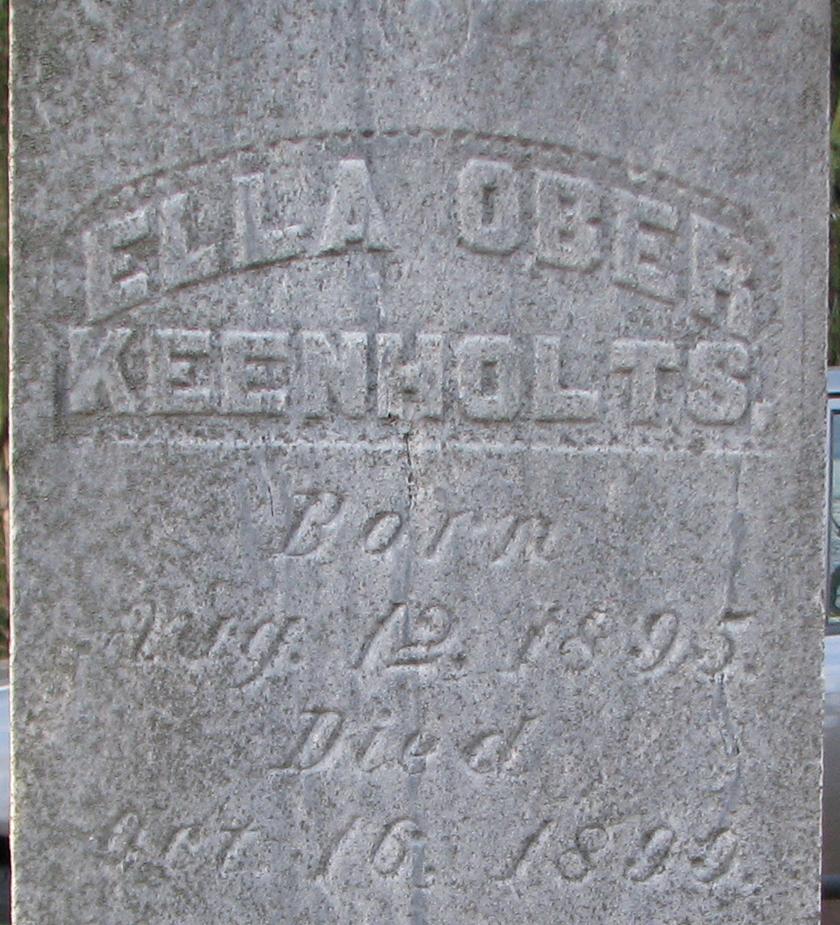 ELLA OBER
KEENHOLTS.
Born
Aug. 12. 1895.
Died
Oct. 16. 1899.